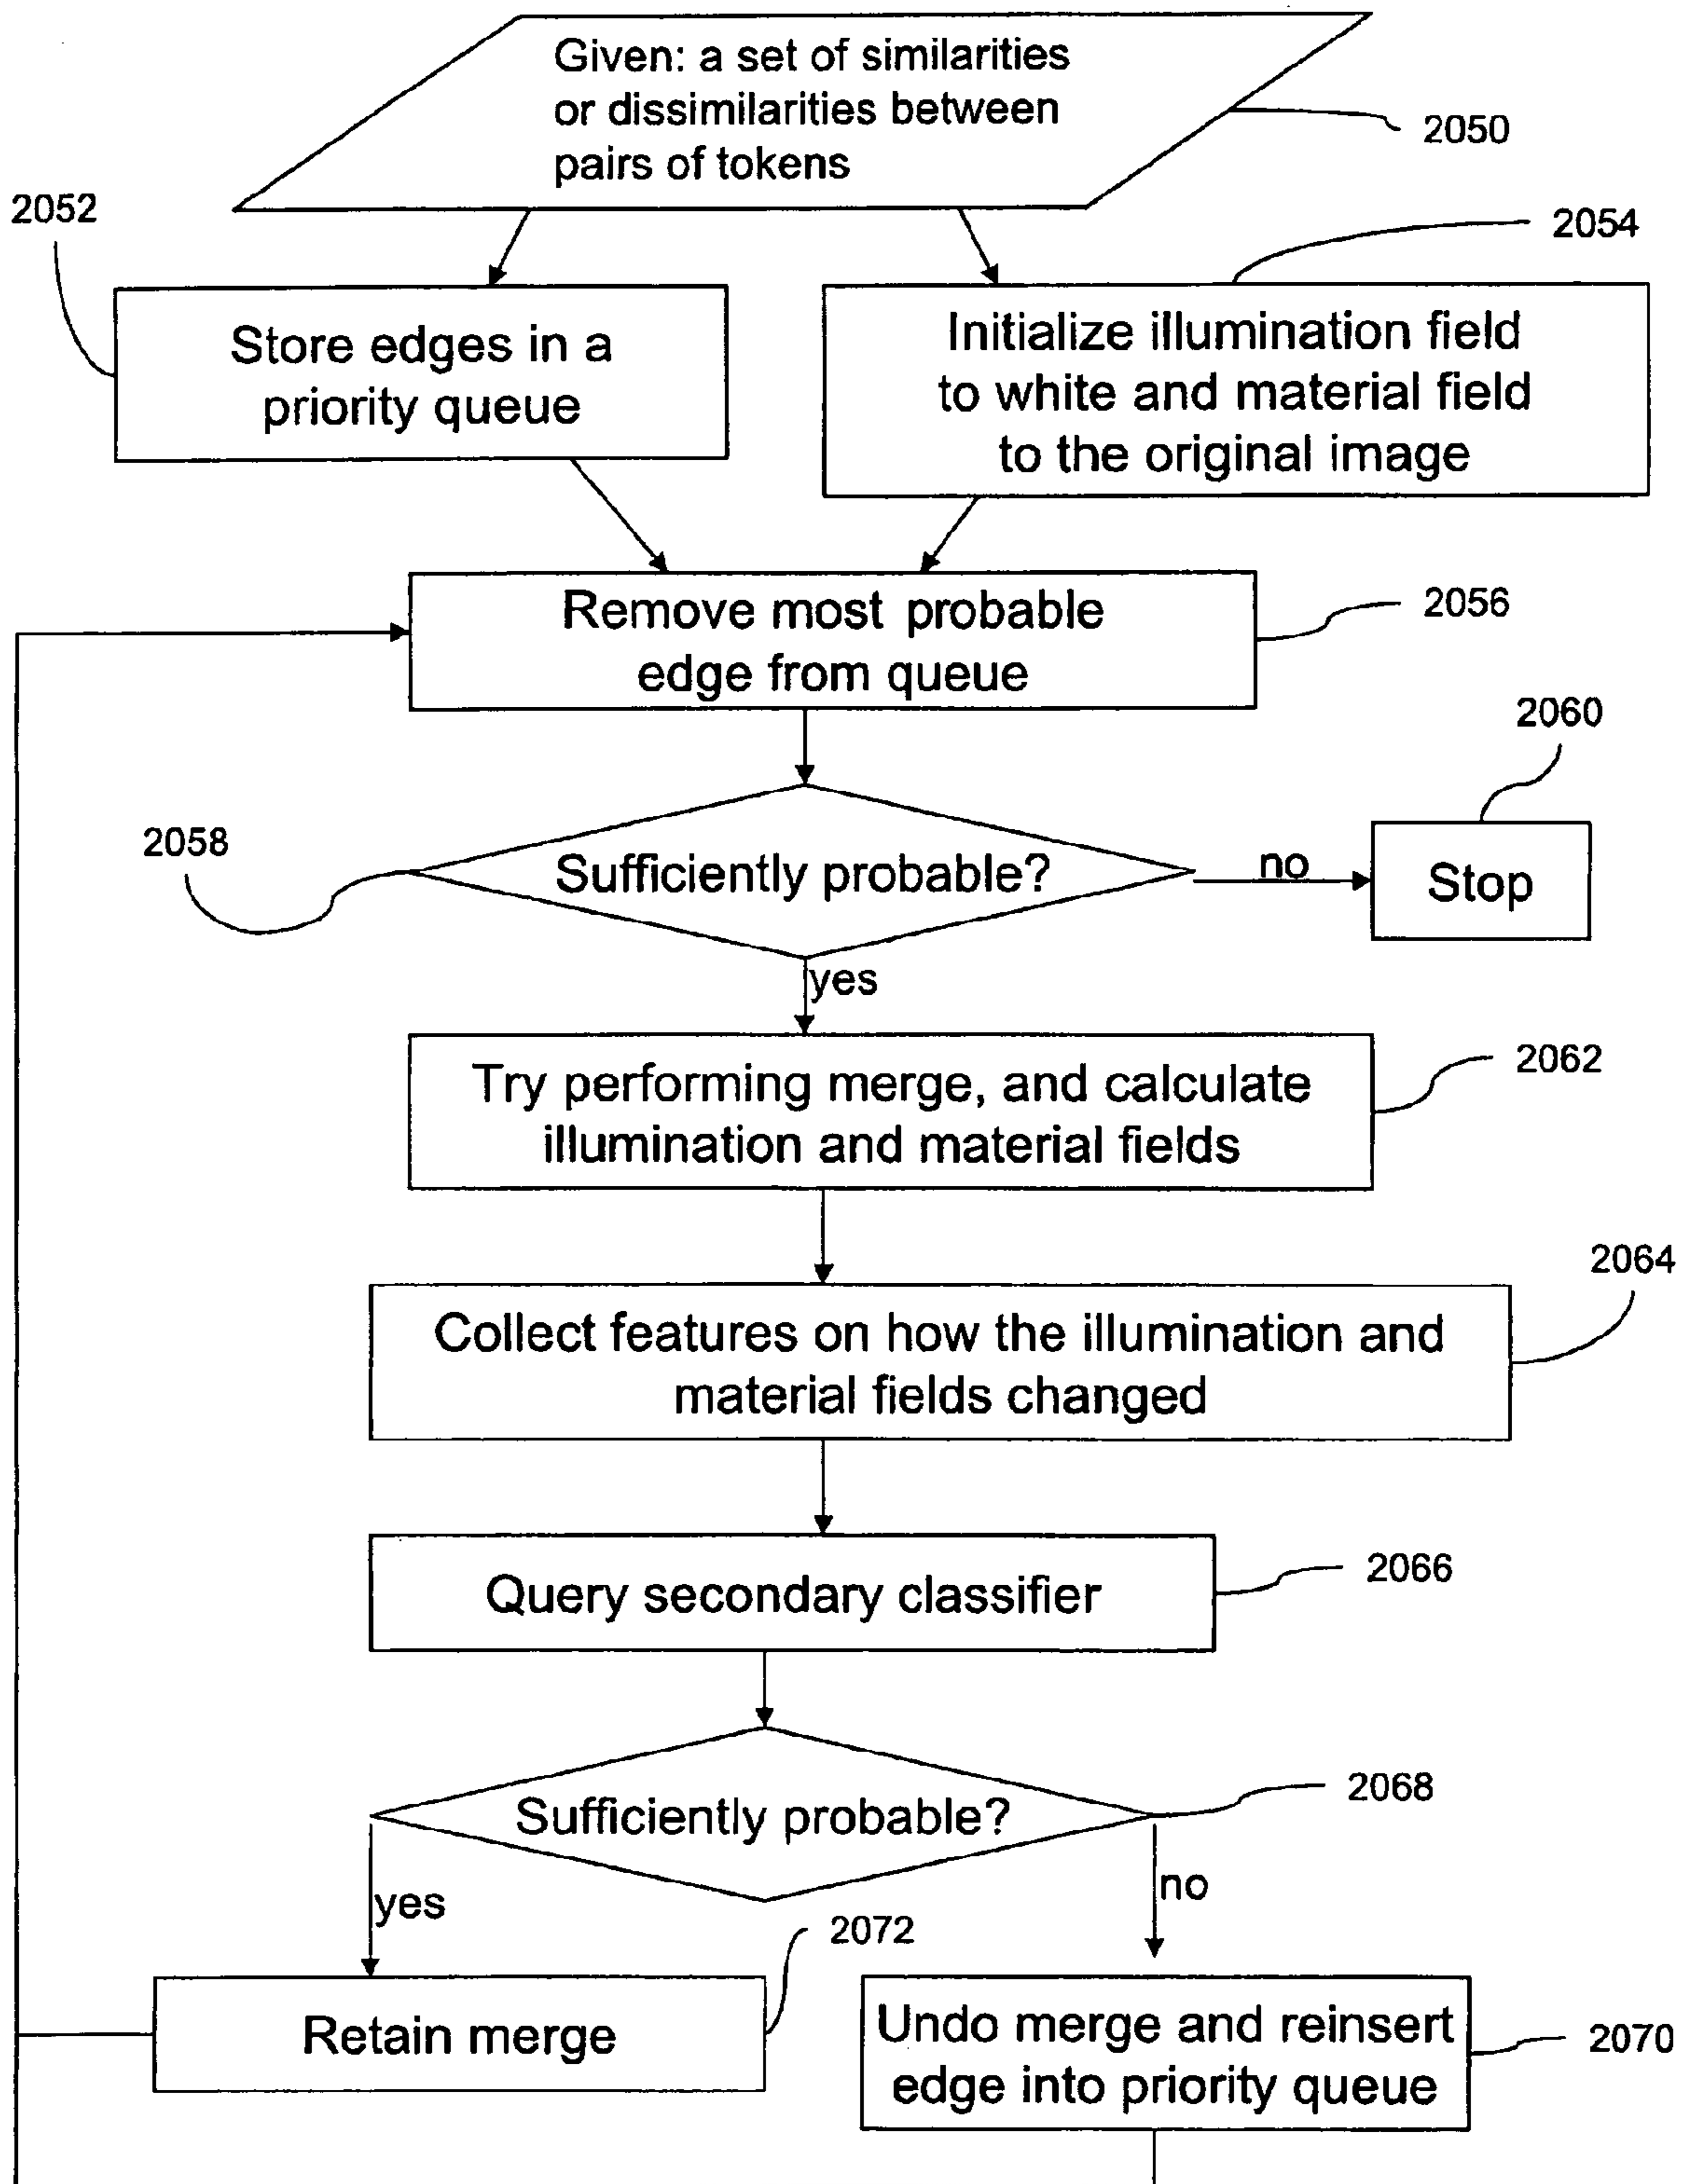 Given: a set of similarities
or dissimilarities between
pairs of tokens
2050
2052
2054
Store edges in a
priority queue
Initialize illumination field
to white and material field
to the original image
Remove most probable
edge from queue
2056
2060
2058
Sufficiently probable?
no
Stop
yes
Try performing merge, and calculate
illumination and material fields
2062
2064
Collect features on how the illumination and
material fields changed
Query secondary classifier
2066
Sufficiently probable?
2068
yes
no
2072
Retain merge
Undo merge and reinsert
edge into priority queue
2070